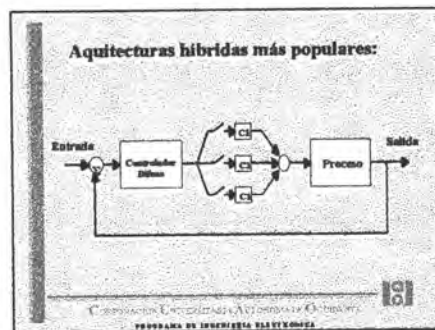 Aquitecturas híbridas más populares:
Entrada
Controlador
Difuso
C1
C2
C3
Proceso
Salida
Corporación Universitaria Autónoma de Occidente
PROGRAMA DE INGENIERIA ELECTRONICA